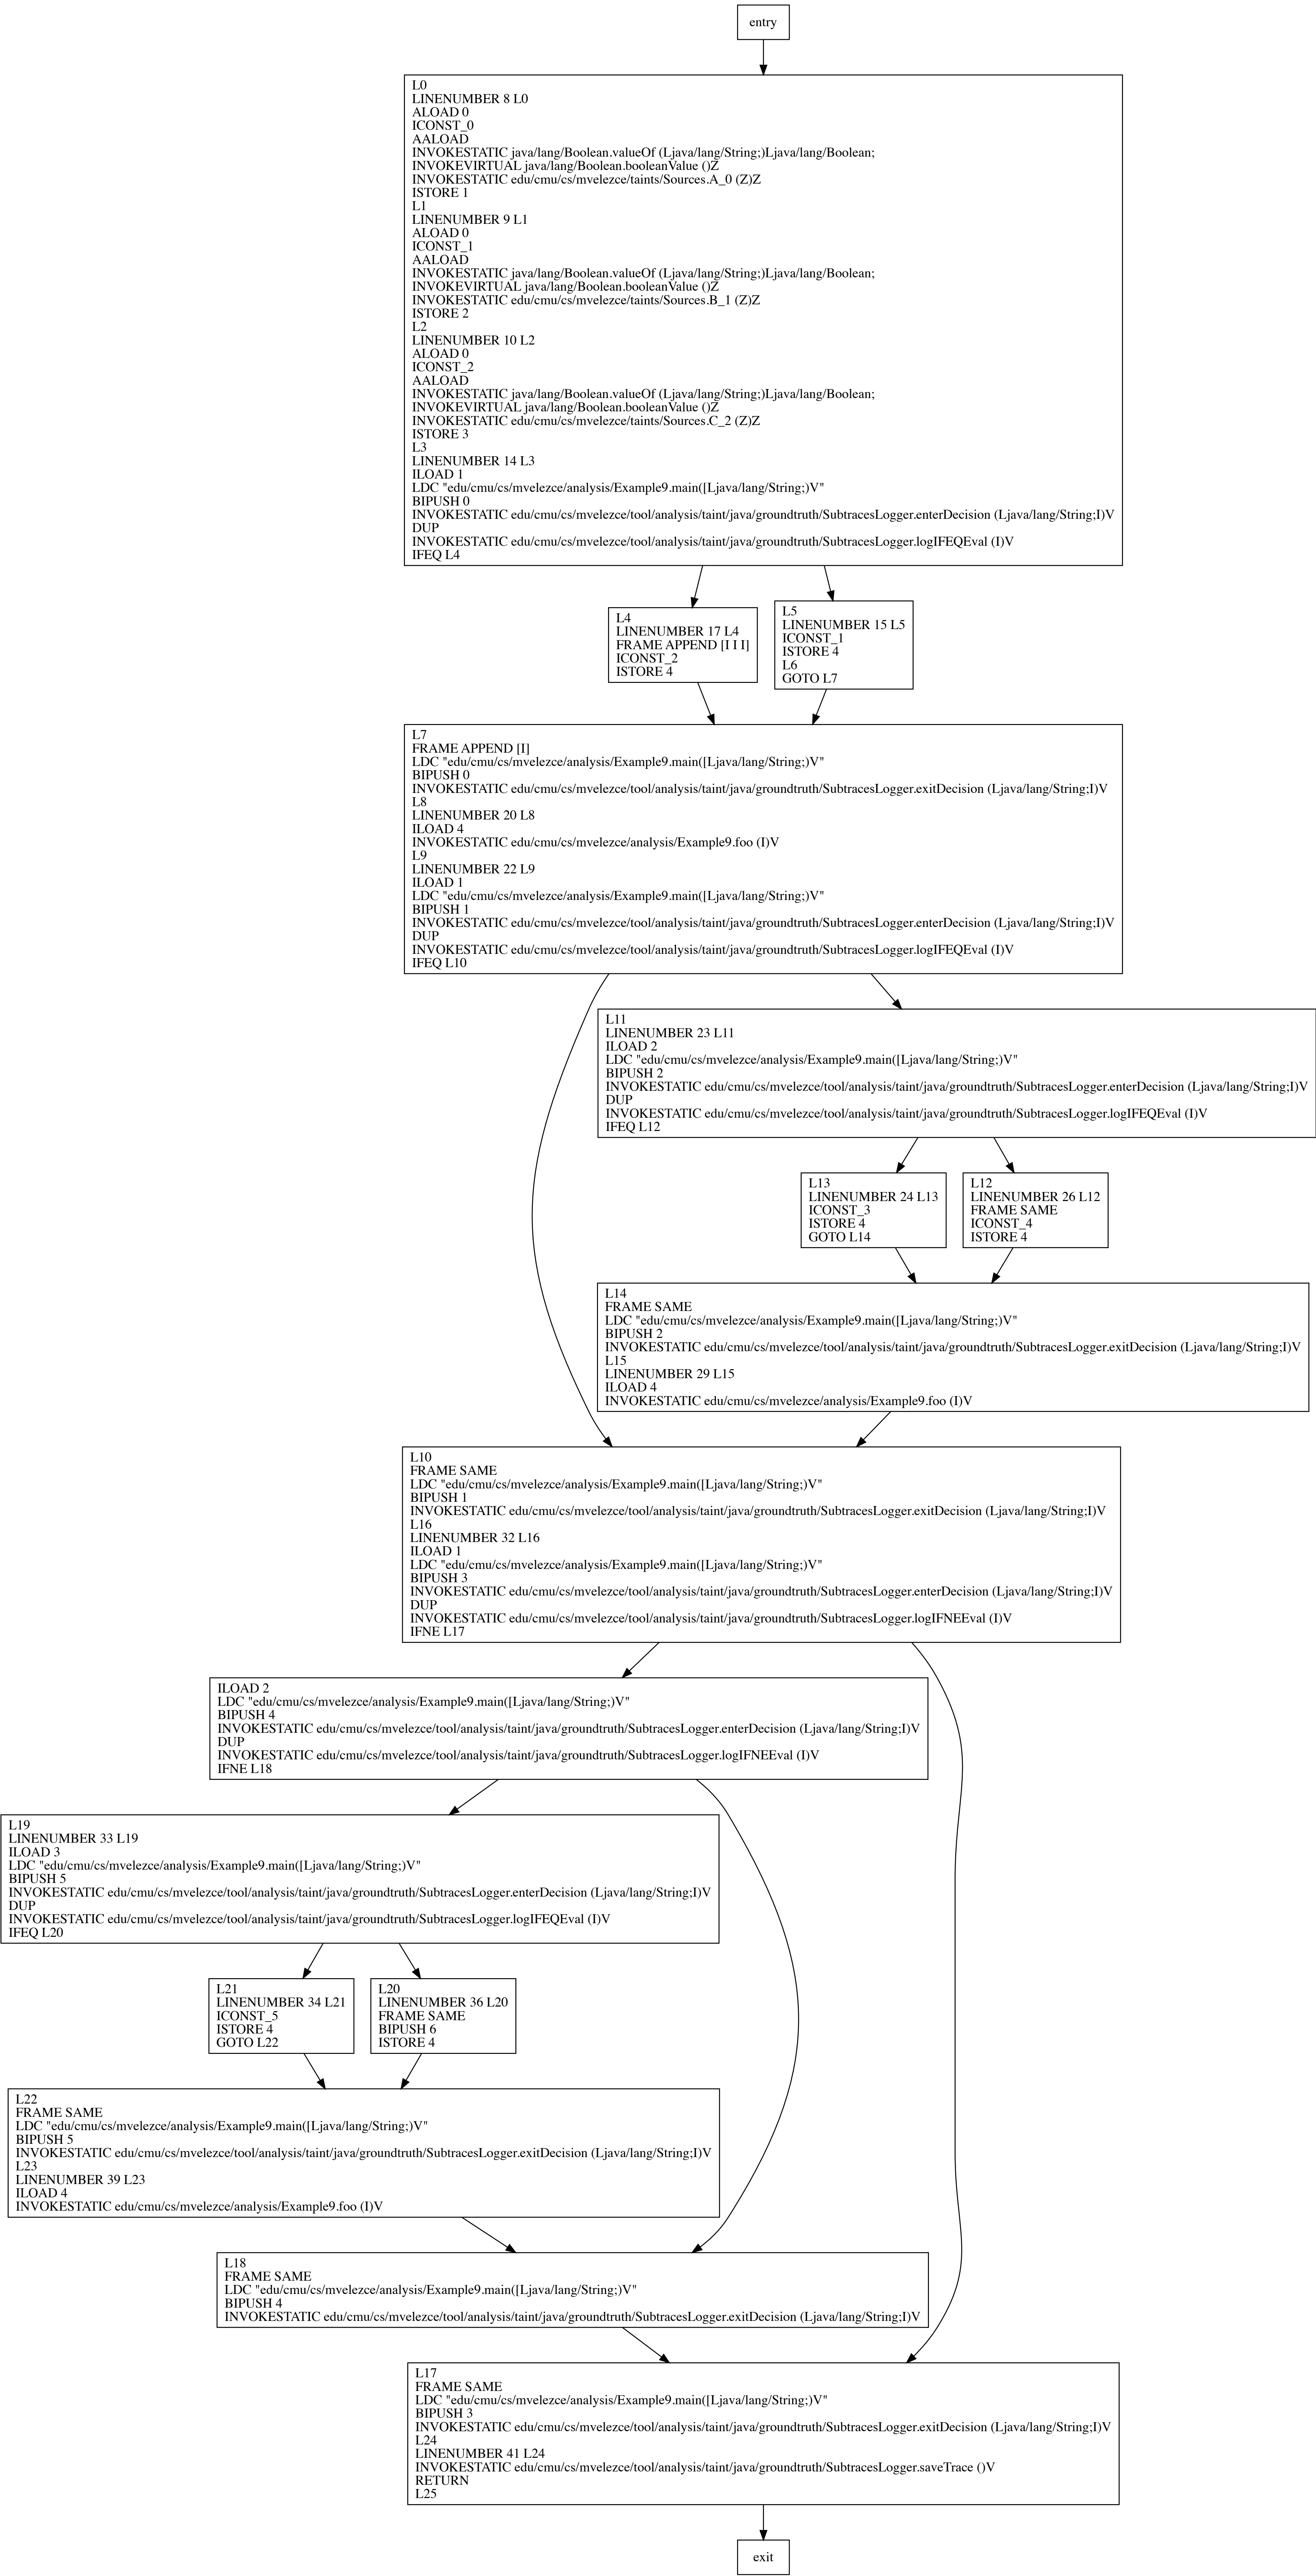 entry
L0
LINENUMBER 8 L0
ALOAD 0
ICONST_0
AALOAD
INVOKESTATIC java/lang/Boolean.valueOf (Ljava/lang/String;)Ljava/lang/Boolean;
INVOKEVIRTUAL java/lang/Boolean.booleanValue ()Z
INVOKESTATIC edu/cmu/cs/mvelezce/taints/Sources.A_0 (Z)Z
ISTORE 1
L1
LINENUMBER 9 L1
ALOAD 0
ICONST_1
AALOAD
INVOKESTATIC java/lang/Boolean.valueOf (Ljava/lang/String;)Ljava/lang/Boolean;
INVOKEVIRTUAL java/lang/Boolean.booleanValue ()Z
INVOKESTATIC edu/cmu/cs/mvelezce/taints/Sources.B_1 (Z)Z
ISTORE 2
L2
LINENUMBER 10 L2
ALOAD 0
ICONST_2
AALOAD
INVOKESTATIC java/lang/Boolean.valueOf (Ljava/lang/String;)Ljava/lang/Boolean;
INVOKEVIRTUAL java/lang/Boolean.booleanValue ()Z
INVOKESTATIC edu/cmu/cs/mvelezce/taints/Sources.C_2 (Z)Z
ISTORE 3
L3
LINENUMBER 14 L3
ILOAD 1
LDC "edu/cmu/cs/mvelezce/analysis/Example9.main([Ljava/lang/String;)V"
BIPUSH 0
INVOKESTATIC edu/cmu/cs/mvelezce/tool/analysis/taint/java/groundtruth/SubtracesLogger.enterDecision (Ljava/lang/String;I)V
DUP
INVOKESTATIC edu/cmu/cs/mvelezce/tool/analysis/taint/java/groundtruth/SubtracesLogger.logIFEQEval (I)V
IFEQ L4
L4
LINENUMBER 17 L4
FRAME APPEND [I I I]
ICONST_2
ISTORE 4
L5
LINENUMBER 15 L5
ICONST_1
ISTORE 4
L6
GOTO L7
L7
FRAME APPEND [I]
LDC "edu/cmu/cs/mvelezce/analysis/Example9.main([Ljava/lang/String;)V"
BIPUSH 0
INVOKESTATIC edu/cmu/cs/mvelezce/tool/analysis/taint/java/groundtruth/SubtracesLogger.exitDecision (Ljava/lang/String;I)V
L8
LINENUMBER 20 L8
ILOAD 4
INVOKESTATIC edu/cmu/cs/mvelezce/analysis/Example9.foo (I)V
L9
LINENUMBER 22 L9
ILOAD 1
LDC "edu/cmu/cs/mvelezce/analysis/Example9.main([Ljava/lang/String;)V"
BIPUSH 1
INVOKESTATIC edu/cmu/cs/mvelezce/tool/analysis/taint/java/groundtruth/SubtracesLogger.enterDecision (Ljava/lang/String;I)V
DUP
INVOKESTATIC edu/cmu/cs/mvelezce/tool/analysis/taint/java/groundtruth/SubtracesLogger.logIFEQEval (I)V
IFEQ L10
L11
LINENUMBER 23 L11
ILOAD 2
LDC "edu/cmu/cs/mvelezce/analysis/Example9.main([Ljava/lang/String;)V"
BIPUSH 2
INVOKESTATIC edu/cmu/cs/mvelezce/tool/analysis/taint/java/groundtruth/SubtracesLogger.enterDecision (Ljava/lang/String;I)V
DUP
INVOKESTATIC edu/cmu/cs/mvelezce/tool/analysis/taint/java/groundtruth/SubtracesLogger.logIFEQEval (I)V
IFEQ L12
L13
LINENUMBER 24 L13
ICONST_3
ISTORE 4
GOTO L14
L12
LINENUMBER 26 L12
FRAME SAME
ICONST_4
ISTORE 4
L14
FRAME SAME
LDC "edu/cmu/cs/mvelezce/analysis/Example9.main([Ljava/lang/String;)V"
BIPUSH 2
INVOKESTATIC edu/cmu/cs/mvelezce/tool/analysis/taint/java/groundtruth/SubtracesLogger.exitDecision (Ljava/lang/String;I)V
L15
LINENUMBER 29 L15
ILOAD 4
INVOKESTATIC edu/cmu/cs/mvelezce/analysis/Example9.foo (I)V
L10
FRAME SAME
LDC "edu/cmu/cs/mvelezce/analysis/Example9.main([Ljava/lang/String;)V"
BIPUSH 1
INVOKESTATIC edu/cmu/cs/mvelezce/tool/analysis/taint/java/groundtruth/SubtracesLogger.exitDecision (Ljava/lang/String;I)V
L16
LINENUMBER 32 L16
ILOAD 1
LDC "edu/cmu/cs/mvelezce/analysis/Example9.main([Ljava/lang/String;)V"
BIPUSH 3
INVOKESTATIC edu/cmu/cs/mvelezce/tool/analysis/taint/java/groundtruth/SubtracesLogger.enterDecision (Ljava/lang/String;I)V
DUP
INVOKESTATIC edu/cmu/cs/mvelezce/tool/analysis/taint/java/groundtruth/SubtracesLogger.logIFNEEval (I)V
IFNE L17
ILOAD 2
LDC "edu/cmu/cs/mvelezce/analysis/Example9.main([Ljava/lang/String;)V"
BIPUSH 4
INVOKESTATIC edu/cmu/cs/mvelezce/tool/analysis/taint/java/groundtruth/SubtracesLogger.enterDecision (Ljava/lang/String;I)V
DUP
INVOKESTATIC edu/cmu/cs/mvelezce/tool/analysis/taint/java/groundtruth/SubtracesLogger.logIFNEEval (I)V
IFNE L18
L19
LINENUMBER 33 L19
ILOAD 3
LDC "edu/cmu/cs/mvelezce/analysis/Example9.main([Ljava/lang/String;)V"
BIPUSH 5
INVOKESTATIC edu/cmu/cs/mvelezce/tool/analysis/taint/java/groundtruth/SubtracesLogger.enterDecision (Ljava/lang/String;I)V
DUP
INVOKESTATIC edu/cmu/cs/mvelezce/tool/analysis/taint/java/groundtruth/SubtracesLogger.logIFEQEval (I)V
IFEQ L20
L21
LINENUMBER 34 L21
ICONST_5
ISTORE 4
GOTO L22
L20
LINENUMBER 36 L20
FRAME SAME
BIPUSH 6
ISTORE 4
L22
FRAME SAME
LDC "edu/cmu/cs/mvelezce/analysis/Example9.main([Ljava/lang/String;)V"
BIPUSH 5
INVOKESTATIC edu/cmu/cs/mvelezce/tool/analysis/taint/java/groundtruth/SubtracesLogger.exitDecision (Ljava/lang/String;I)V
L23
LINENUMBER 39 L23
ILOAD 4
INVOKESTATIC edu/cmu/cs/mvelezce/analysis/Example9.foo (I)V
L18
FRAME SAME
LDC "edu/cmu/cs/mvelezce/analysis/Example9.main([Ljava/lang/String;)V"
BIPUSH 4
INVOKESTATIC edu/cmu/cs/mvelezce/tool/analysis/taint/java/groundtruth/SubtracesLogger.exitDecision (Ljava/lang/String;I)V
L17
FRAME SAME
LDC "edu/cmu/cs/mvelezce/analysis/Example9.main([Ljava/lang/String;)V"
BIPUSH 3
INVOKESTATIC edu/cmu/cs/mvelezce/tool/analysis/taint/java/groundtruth/SubtracesLogger.exitDecision (Ljava/lang/String;I)V
L24
LINENUMBER 41 L24
INVOKESTATIC edu/cmu/cs/mvelezce/tool/analysis/taint/java/groundtruth/SubtracesLogger.saveTrace ()V
RETURN
L25
exit